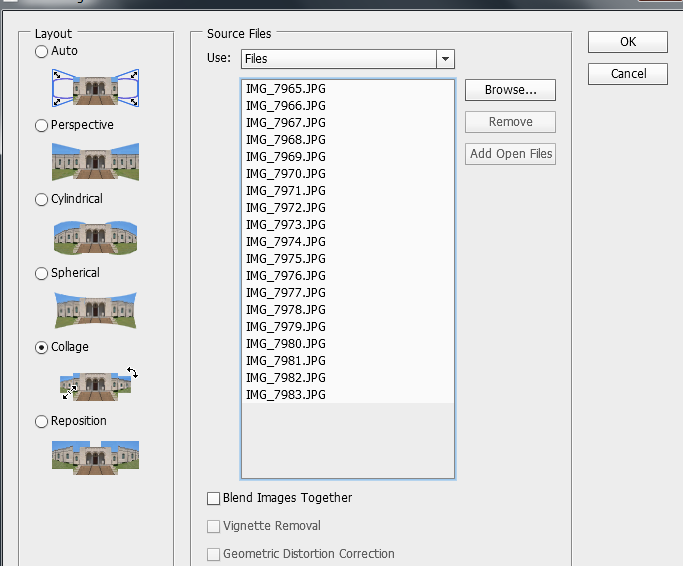 Layout
Auto
Perspective
Cylindrical
Spherical
Collage
Reposition
Source Files
Use: Files
IMG_7965.JPG
IMG_7966.JPG
IMG_7967.JPG
IMG_7968.JPG
IMG_7969.JPG
IMG_7970.JPG
IMG_7971.JPG
IMG_7972.JPG
IMG_7973.JPG
IMG_7974.JPG
IMG_7975.JPG
IMG_7976.JPG
IMG_7977.JPG
IMG_7978.JPG
IMG_7979.JPG
IMG_7980.JPG
IMG_7981.JPG
IMG_7982.JPG
IMG_7983.JPG
Browse...
Remove
Add Open Files
Blend Images Together
Vignette Removal
Geometric Distortion Correction
OK
Cancel